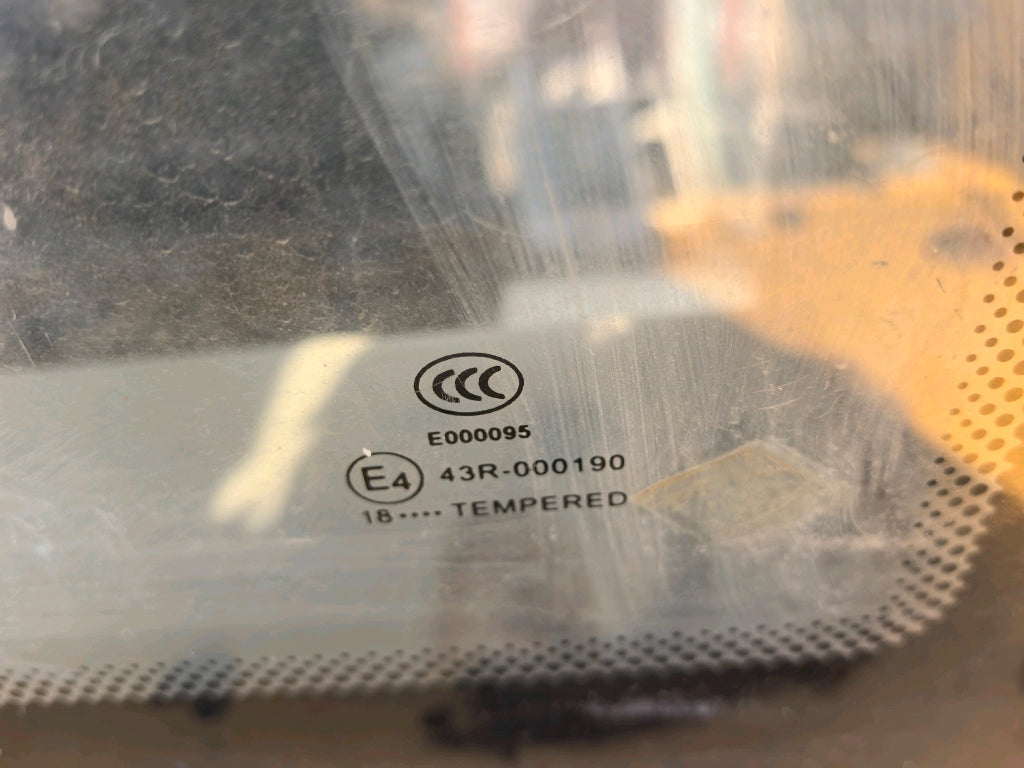 CCC
E000095
E4 43R-000190
18 •••• TEMPERED